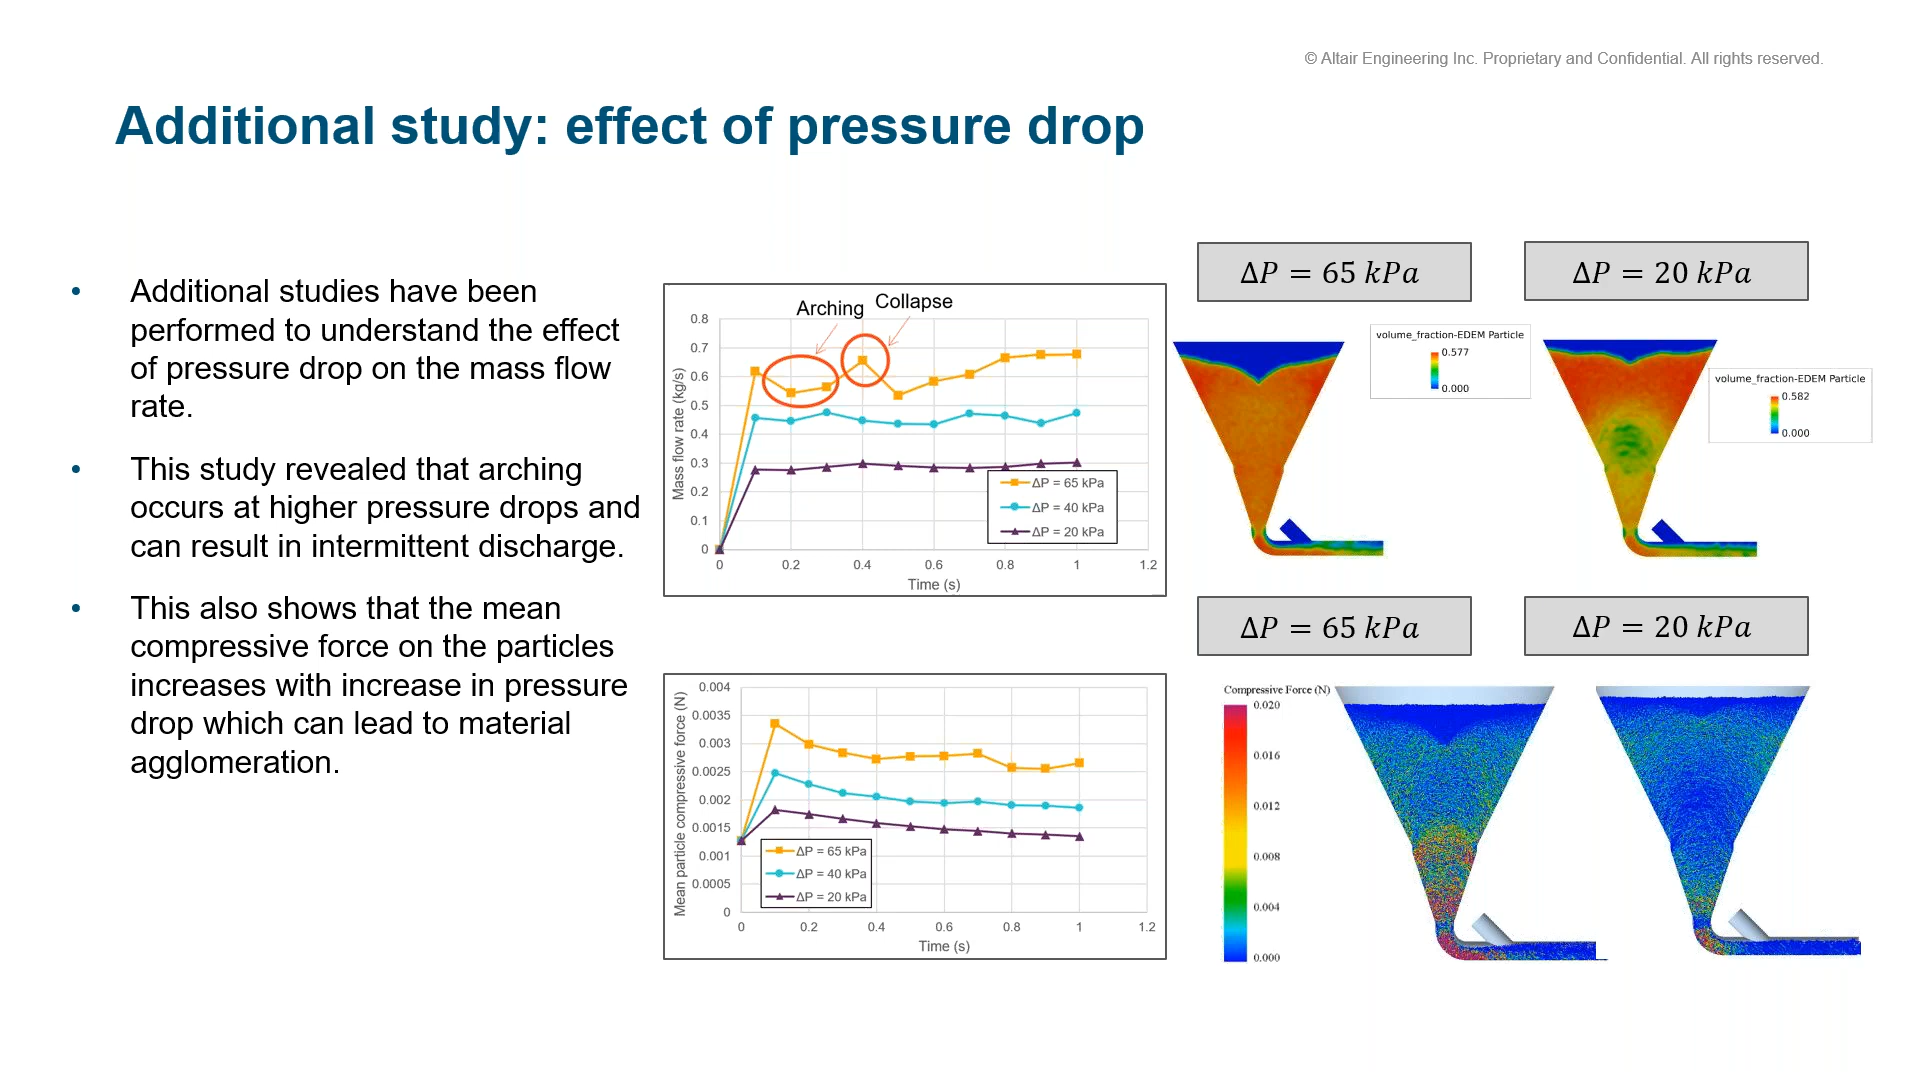 © Altair Engineering Inc. Proprietary and Confidential. All rights reserved.
Additional study: effect of pressure drop
• Additional studies have been
performed to understand the effect
of pressure drop on the mass flow
rate.
• This study revealed that arching
occurs at higher pressure drops and
can result in intermittent discharge.
• This also shows that the mean
compressive force on the particles
increases with increase in pressure
drop which can lead to material
agglomeration.
Arching
Collapse
Mass flow rate (kg/s)
0.8
0.7
0.6
0.5
0.4
0.3
0.2
0.1
0
0 0.2 0.4 0.6 0.8 1 1.2
Time (s)
ΔP = 65 kPa
ΔP = 40 kPa
ΔP = 20 kPa
Mean particle compressive force (N)
0.004
0.0035
0.003
0.0025
0.002
0.0015
0.001
0.0005
0
0 0.2 0.4 0.6 0.8 1 1.2
Time (s)
ΔP = 65 kPa
ΔP = 40 kPa
ΔP = 20 kPa
ΔP = 65 kPa
ΔP = 20 kPa
volume_fraction-EDEM Particle
0.577
0.000
volume_fraction-EDEM Particle
0.582
0.000
ΔP = 65 kPa
ΔP = 20 kPa
Compressive Force (N)
0.020
0.016
0.012
0.008
0.004
0.000